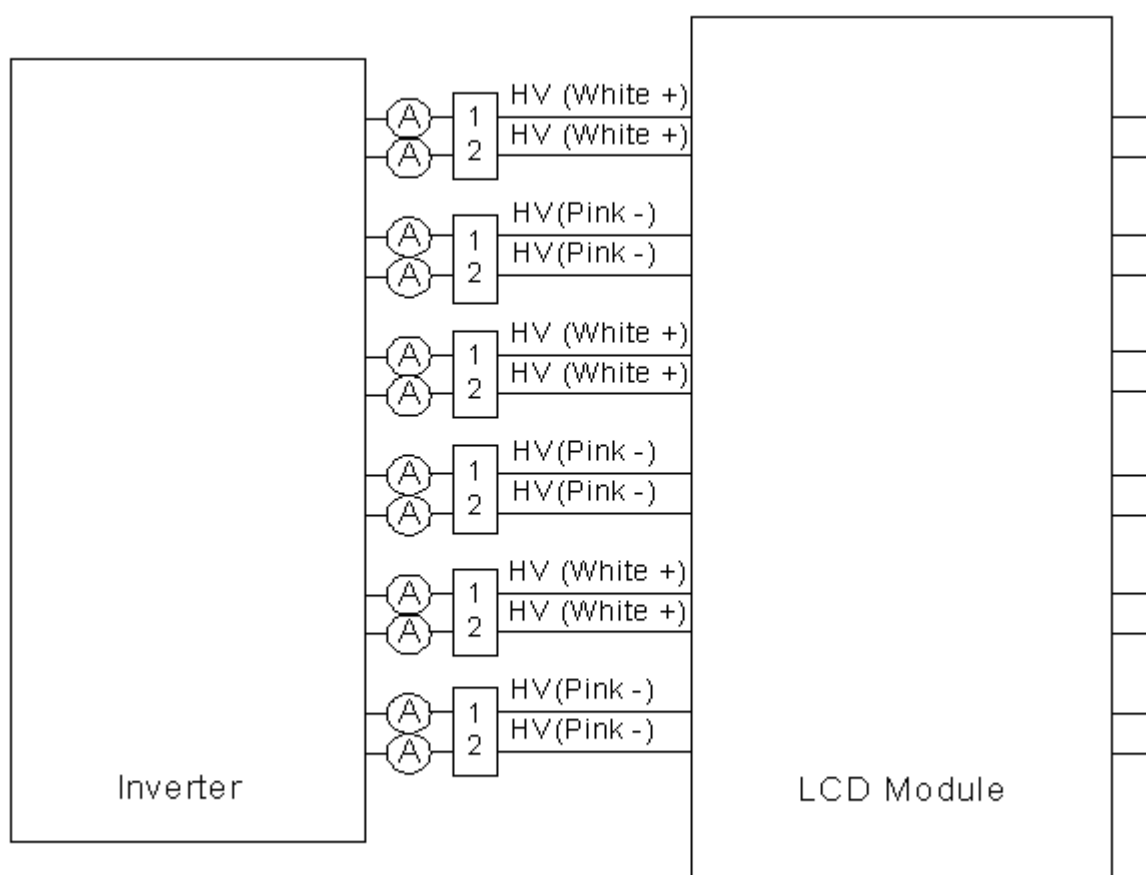 HV (White +)
A 1
HV (White +)
A 2
HV(Pink -)
A 1
HV(Pink -)
A 2
HV (White +)
A 1
HV (White +)
A 2
HV(Pink -)
A 1
HV(Pink -)
A 2
HV (White +)
A 1
HV (White +)
A 2
HV(Pink -)
A 1
HV(Pink -)
A 2
Inverter
LCD Module